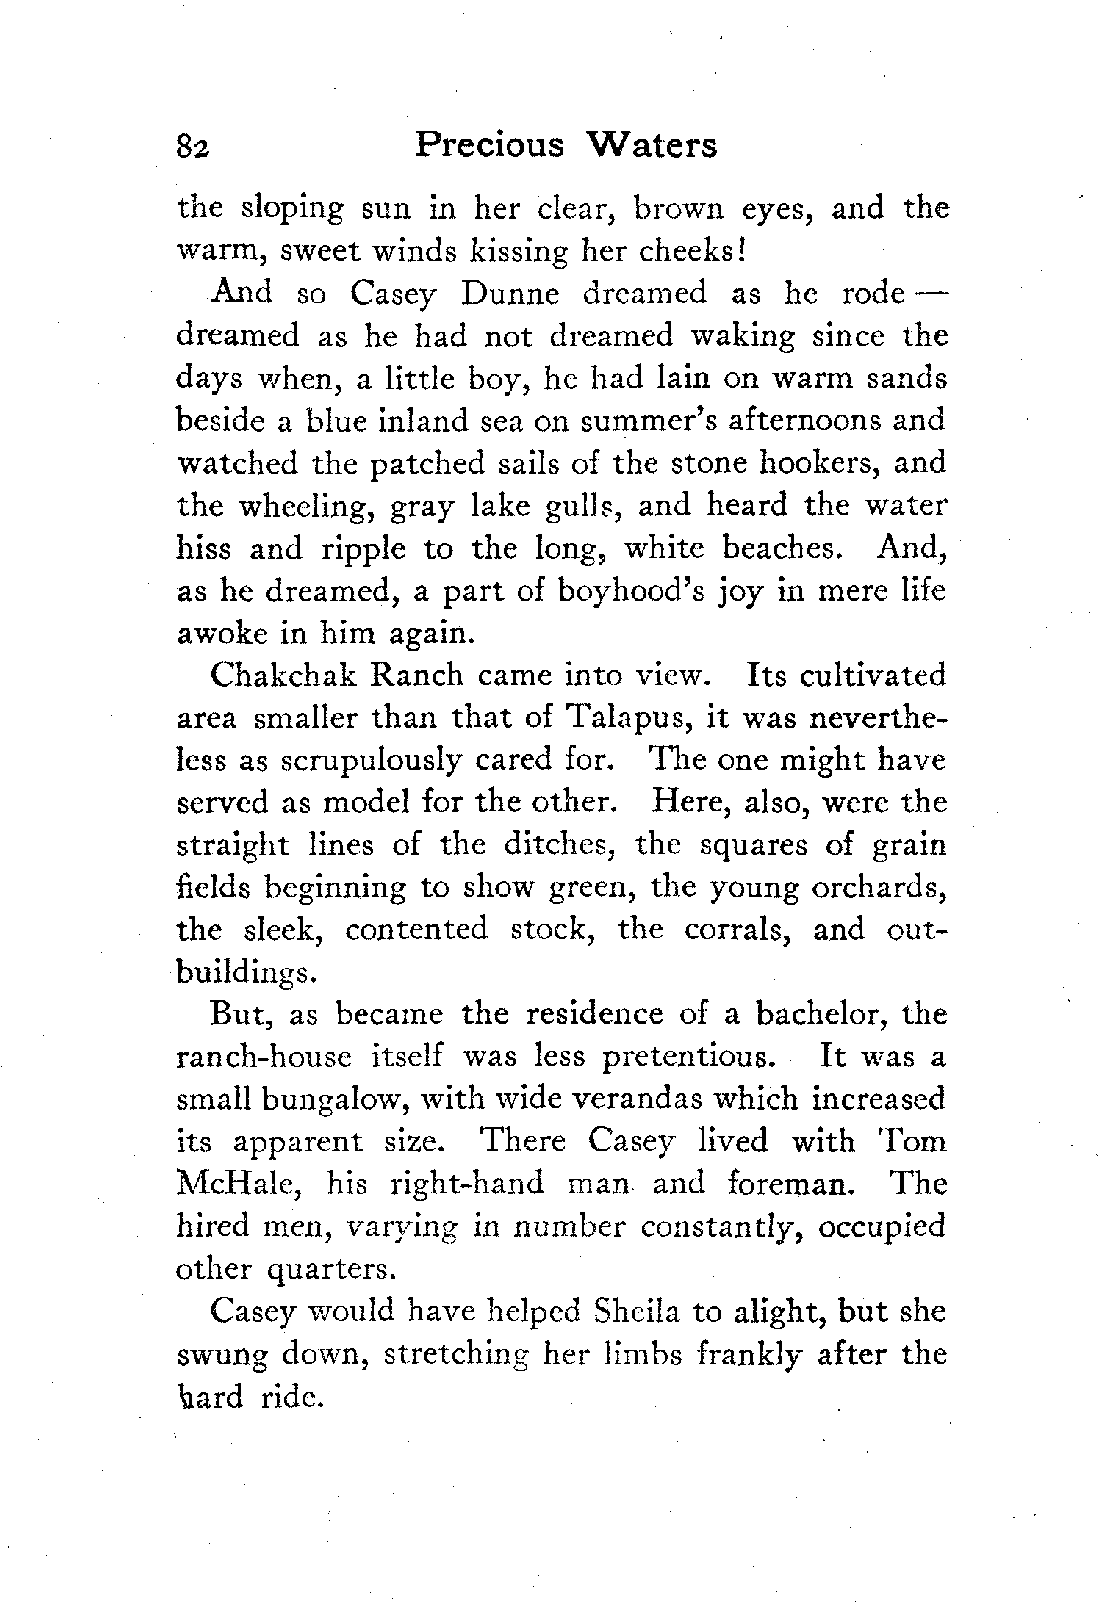 82 Precious Waters
the sloping sun in her clear, brown eyes, and the
warm, sweet winds kissing her cheeks!
And so Casey Dunne dreamed as he rode —
dreamed as he had not dreamed waking since the
days when, a little boy, he had lain on warm sands
beside a blue inland sea on summer's afternoons and
watched the patched sails of the stone hookers, and
the wheeling, gray lake gulls, and heard the water
hiss and ripple to the long, white beaches. And,
as he dreamed, a part of boyhood's joy in mere life
awoke in him again.
Chakchak Ranch came into view. Its cultivated
area smaller than that of Talapus, it was neverthe-
less as scrupulously cared for. The one might have
served as model for the other. Here, also, were the
straight lines of the ditches, the squares of grain
fields beginning to show green, the young orchards,
the sleek, contented stock, the corrals, and out-
buildings.
But, as became the residence of a bachelor, the
ranch-house itself was less pretentious. It was a
small bungalow, with wide verandas which increased
its apparent size. There Casey lived with Tom
McHale, his right-hand man and foreman. The
hired men, varying in number constantly, occupied
other quarters.
Casey would have helped Sheila to alight, but she
swung down, stretching her limbs frankly after the
hard ride.